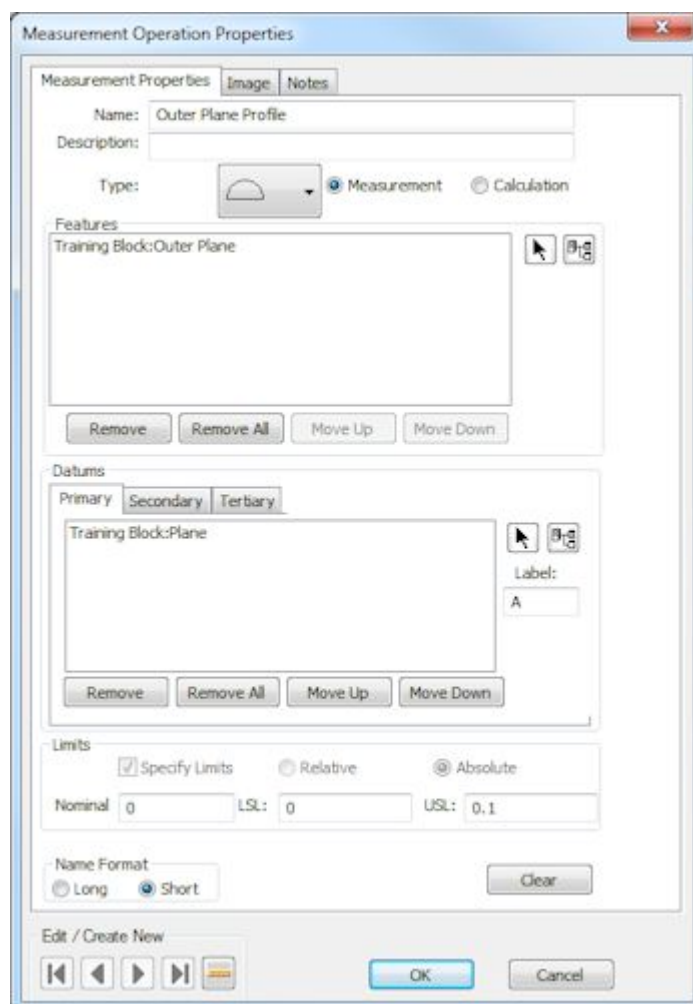 Measurement Operation Properties
Measurement Properties Image Notes
Name: Outer Plane Profile
Description:
Type: Measurement Calculation
Features
Training Block:Outer Plane
Remove Remove All Move Up Move Down
Datums
Primary Secondary Tertiary
Training Block:Plane
Label:
A
Remove Remove All Move Up Move Down
Limits
Specify Limits Relative Absolute
Nominal 0 LSL: 0 USL: 0.1
Name Format
Long Short
Clear
Edit / Create New
OK Cancel